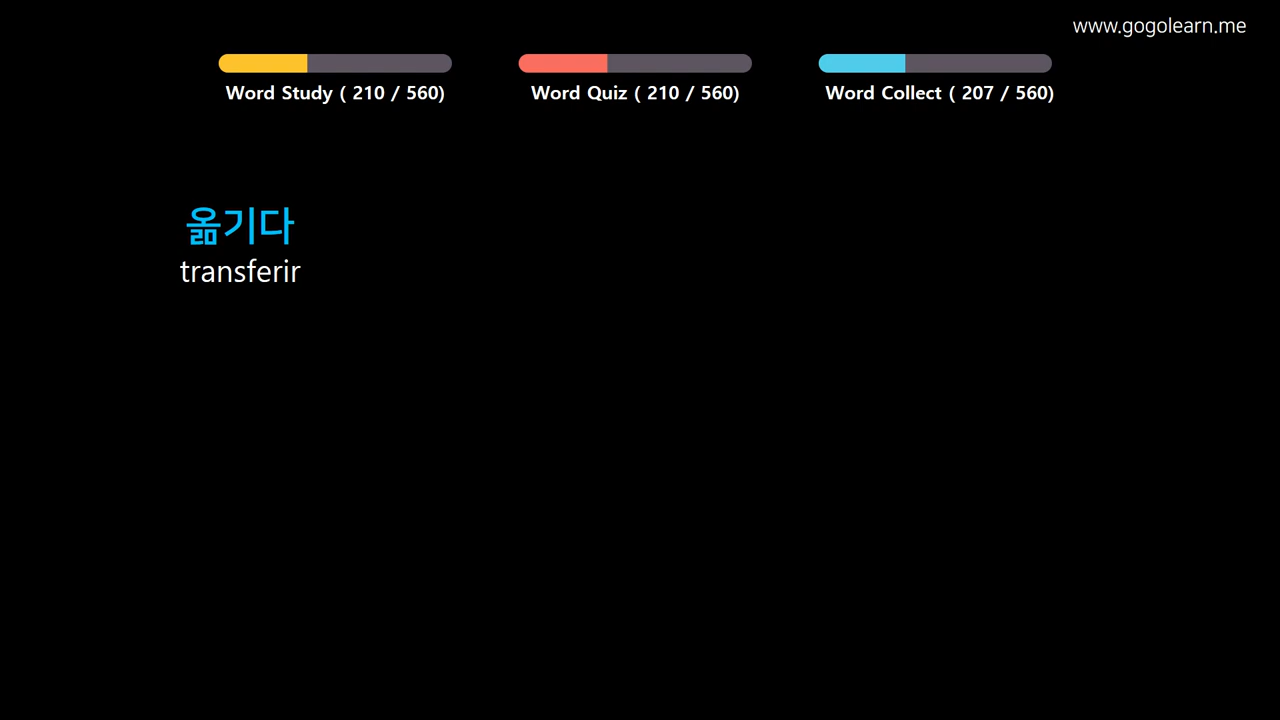 www.gogolearn.me
Word Study ( 210 / 560)
Word Quiz ( 210 / 560)
Word Collect ( 207 / 560)
옮기다
transferir